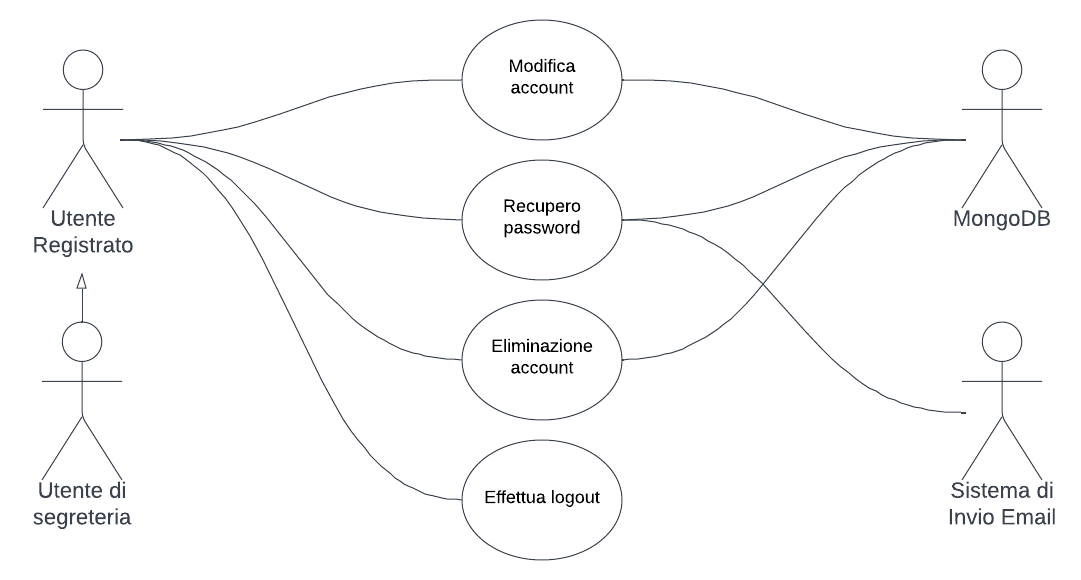 Modifica
account
Utente
Registrato
Recupero
password
MongoDB
Eliminazione
account
Utente di
segreteria
Effettua logout
Sistema di
Invio Email